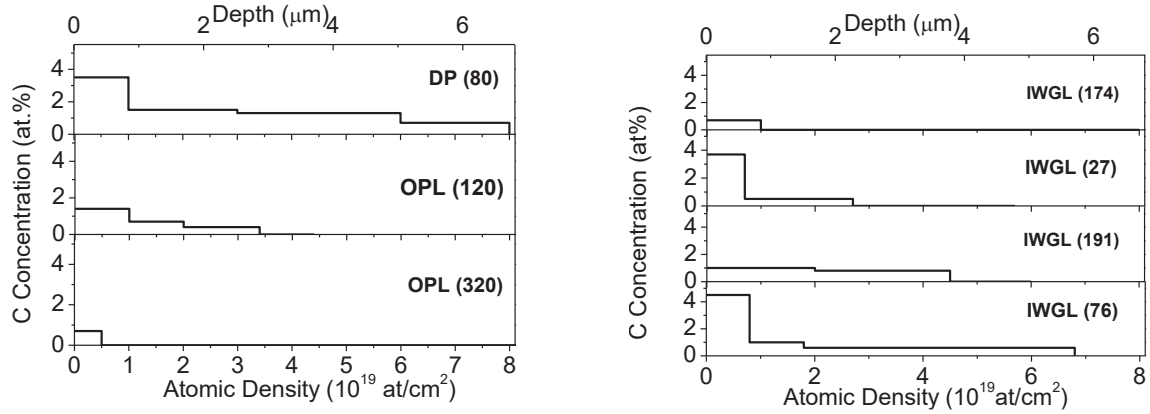 Depth (μm)
0 2 4 6
C Concentration (at.%)
4
2
0
DP (80)
4
2
0
OPL (120)
4
2
0
OPL (320)
0 1 2 3 4 5 6 7 8
Atomic Density (10¹⁹ at/cm²)
Depth (μm)
0 2 4 6
C Concentration (at%)
4
2
0
IWGL (174)
4
2
0
IWGL (27)
4
2
0
IWGL (191)
4
2
0
IWGL (76)
0 2 4 6 8
Atomic Density (10¹⁹ at/cm²)